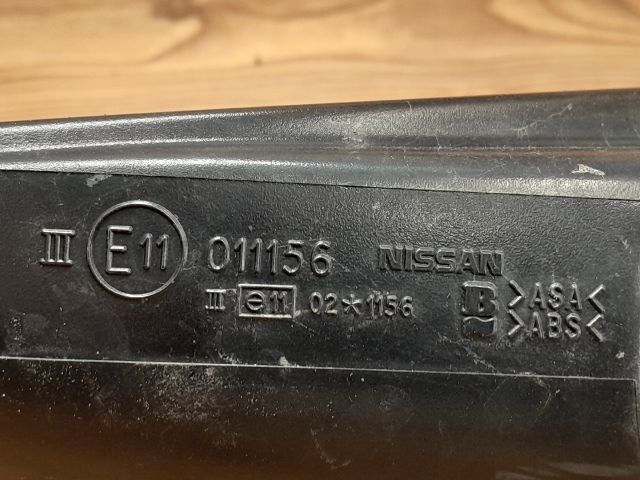 III E11 011156 NISSAN
III e11 02*1156 B >ASA<
>ABS<